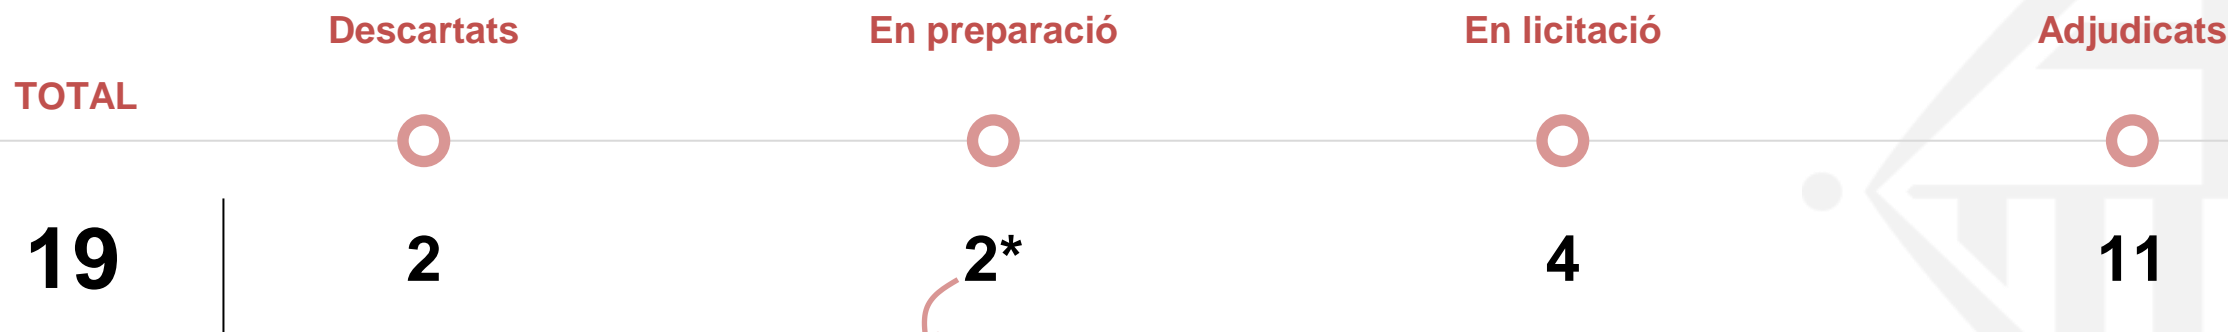 Descartats En preparació En licitació Adjudicats
TOTAL
19 2 2* 4 11